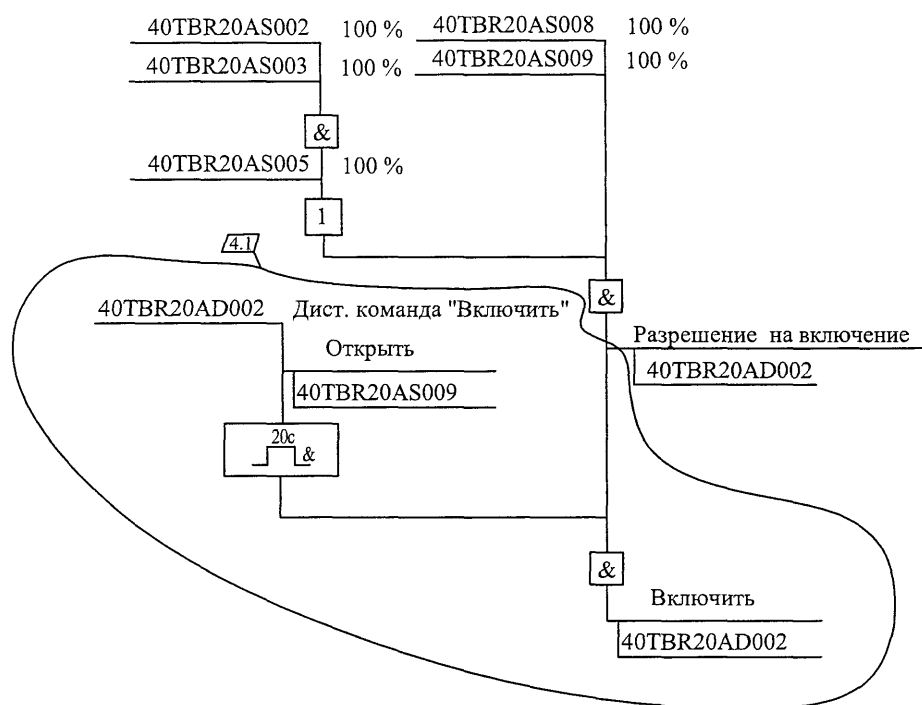 40TBR20AS002 100 % 40TBR20AS008 100 %
40TBR20AS003 100 % 40TBR20AS009 100 %
&
40TBR20AS005 100 %
1
4.1
&
40TBR20AD002 Дист. команда "Включить"
Разрешение на включение
Открыть
40TBR20AD002
40TBR20AS009
20с
&
&
Включить
40TBR20AD002